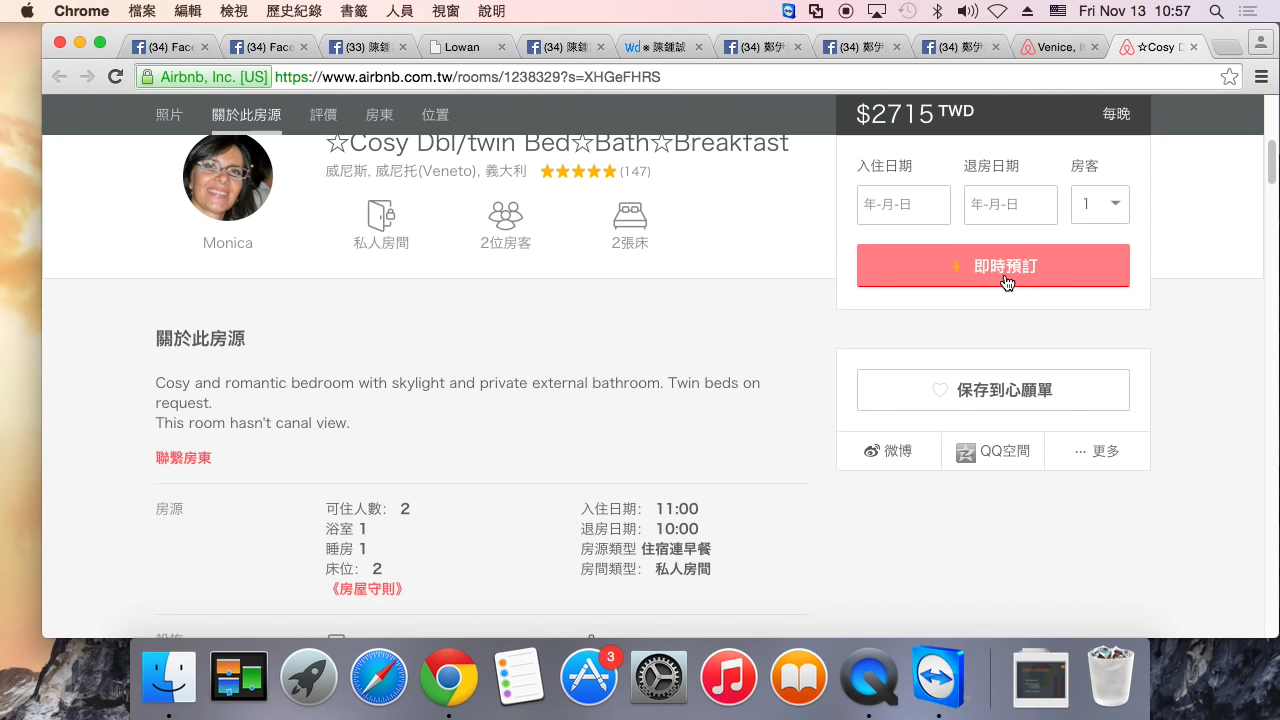 Chrome 檔案 編輯 檢視 歷史紀錄 書籤 人員 視窗 說明 Fri Nov 13 10:57
(34) Face
(34) Face
(33) 陳鍾
Lowan
(34) 陳鍾
※ 陳鍾誠
(34) 鄭伊
(34) 鄭伊
(34) 鄭伊
Venice, It
☆Cosy D
Airbnb, Inc. [US] https://www.airbnb.com.tw/rooms/1238329?s=XHGeFHRS
照片 關於此房源 評價 房東 位置
$2715 TWD 每晚
☆Cosy Dbl/twin Bed☆Bath☆Breakfast
威尼斯, 威尼托(Veneto), 義大利 (147)
Monica
私人房間 2位房客 2張床
入住日期 退房日期 房客
年-月-日 年-月-日 1
即時預訂
保存到心願單
微博 QQ空間 ··· 更多
關於此房源
Cosy and romantic bedroom with skylight and private external bathroom. Twin beds on
request.
This room hasn't canal view.
聯繫房東
房源
可住人數： 2
浴室 1
睡房 1
床位： 2
《房屋守則》
入住日期： 11:00
退房日期： 10:00
房源類型 住宿連早餐
房間類型： 私人房間
3